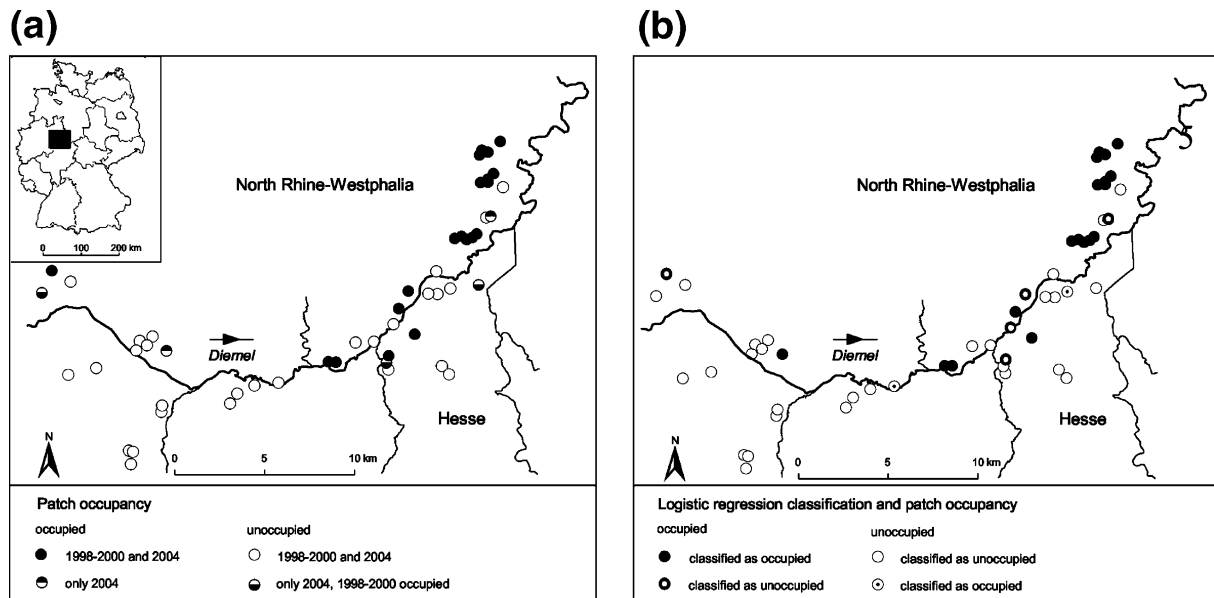 (a)
North Rhine-Westphalia
0 100 200 km
Diemel
Hesse
N
0 5 10 km
Patch occupancy
occupied
unoccupied
1998-2000 and 2004
1998-2000 and 2004
only 2004
only 2004, 1998-2000 occupied
(b)
North Rhine-Westphalia
Diemel
Hesse
N
0 5 10 km
Logistic regression classification and patch occupancy
occupied
unoccupied
classified as occupied
classified as unoccupied
classified as unoccupied
classified as occupied